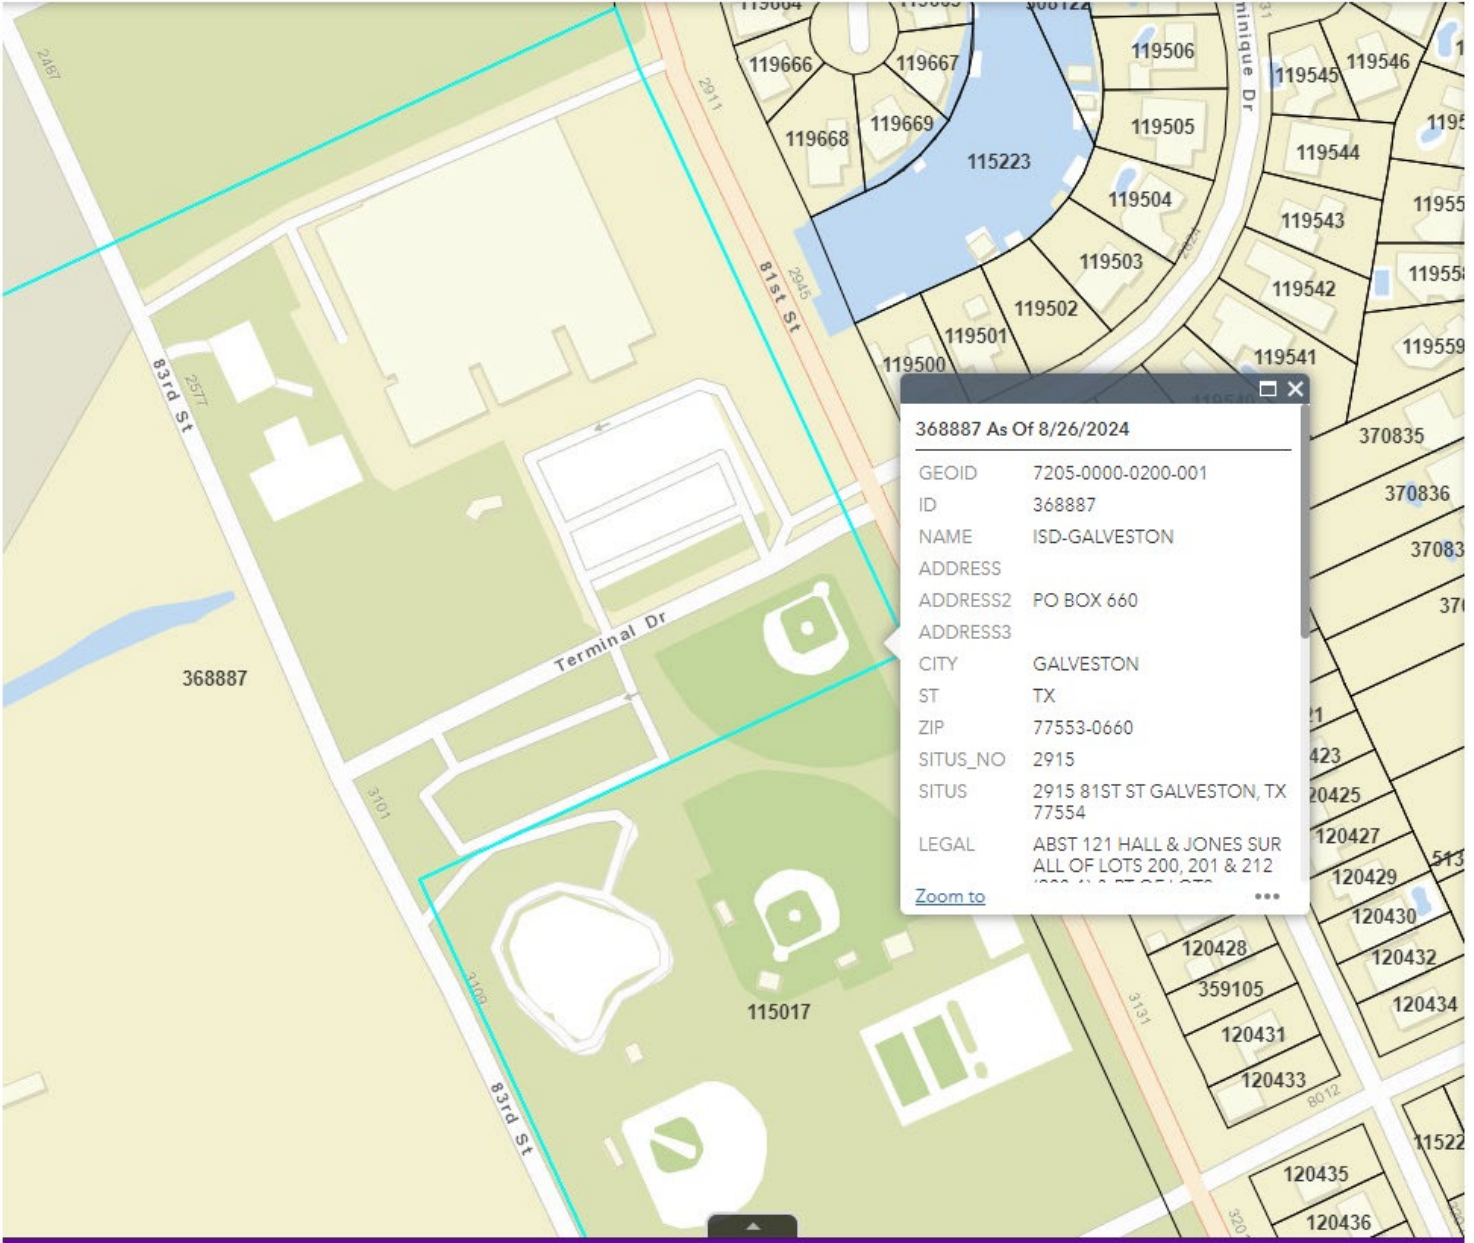 119666
119667
119668
119669
115223
119506
119505
119504
119503
119502
119501
119500
119545
119546
119544
119543
119542
119541
119559
370835
370836
2487
2911
2945
81st St
2577
83rd St
Terminal Dr
368887
3101
3109
83rd St
115017
3131
120425
120427
120429
120430
120432
120434
120428
359105
120431
120433
8012
120435
120436
368887 As Of 8/26/2024
GEOID 7205-0000-0200-001
ID 368887
NAME ISD-GALVESTON
ADDRESS
ADDRESS2 PO BOX 660
ADDRESS3
CITY GALVESTON
ST TX
ZIP 77553-0660
SITUS_NO 2915
SITUS 2915 81ST ST GALVESTON, TX
77554
LEGAL ABST 121 HALL & JONES SUR
ALL OF LOTS 200, 201 & 212
Zoom to